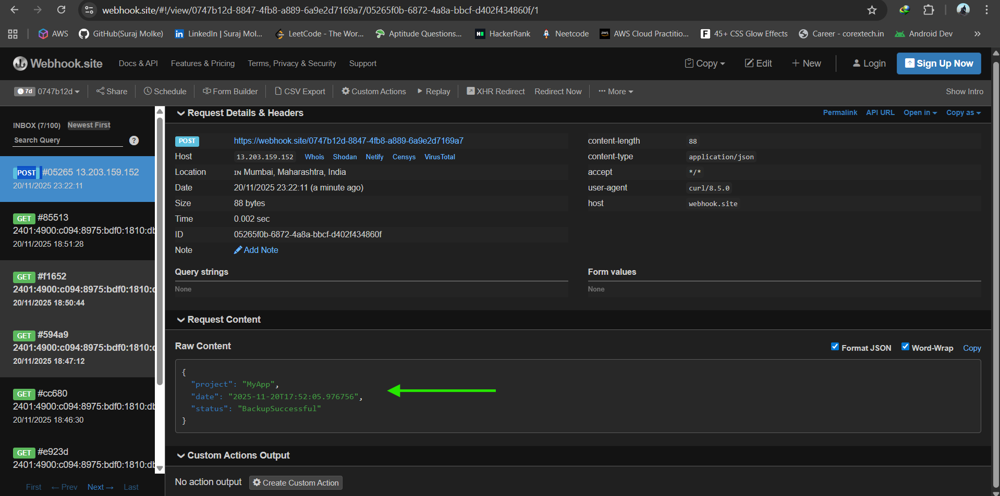 webhook.site/#!/view/0747b12d-8847-4fb8-a889-6a9e2d7169a7/05265f0b-6872-4a8a-bbcf-d402f434860f/1
AWS GitHub(Suraj Molke) LinkedIn | Suraj Mol... LeetCode - The Wor... Aptitude Questions... HackerRank Neetcode AWS Cloud Practitio... 45+ CSS Glow Effects Career - corextech.in Android Dev »
Webhook.site Docs & API Features & Pricing Terms, Privacy & Security Support Copy Edit + New Login Sign Up Now
7d 0747b12d Share Schedule Form Builder CSV Export Custom Actions Replay XHR Redirect Redirect Now ... More Show Intro
INBOX (7/100) Newest First
Search Query ?
POST #05265 13.203.159.152
20/11/2025 23:22:11
GET #85513
2401:4900:c094:8975:bdf0:1810:db
20/11/2025 18:51:28
GET #f1652
2401:4900:c094:8975:bdf0:1810:
20/11/2025 18:50:44
GET #594a9
2401:4900:c094:8975:bdf0:1810:
20/11/2025 18:47:12
GET #cc680
2401:4900:c094:8975:bdf0:1810:db
20/11/2025 18:46:30
GET #e923d
2401:4900:c094:8975:bdf0:1810:db
First ← Prev Next → Last
Request Details & Headers Permalink API URL Open in Copy as
POST https://webhook.site/0747b12d-8847-4fb8-a889-6a9e2d7169a7
Host 13.203.159.152 Whois Shodan Netify Censys VirusTotal
Location IN Mumbai, Maharashtra, India
Date 20/11/2025 23:22:11 (a minute ago)
Size 88 bytes
Time 0.002 sec
ID 05265f0b-6872-4a8a-bbcf-d402f434860f
Note Add Note
content-length 88
content-type application/json
accept */*
user-agent curl/8.5.0
host webhook.site
Query strings
None
Form values
None
Request Content
Raw Content Format JSON Word-Wrap Copy
{
"project": "MyApp",
"date": "2025-11-20T17:52:05.976756",
"status": "BackupSuccessful"
}
Custom Actions Output
No action output Create Custom Action